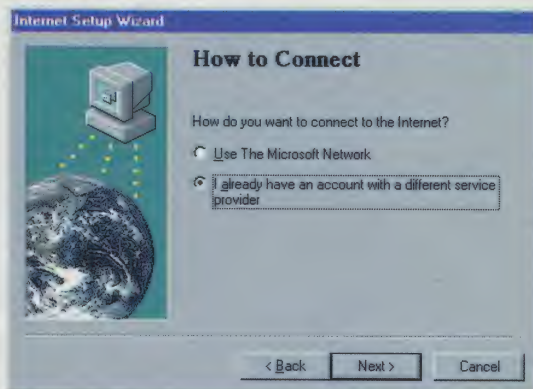 Internet Setup Wizard
How to Connect
How do you want to connect to the Internet?
Use The Microsoft Network
I already have an account with a different service
provider
< Back
Next >
Cancel